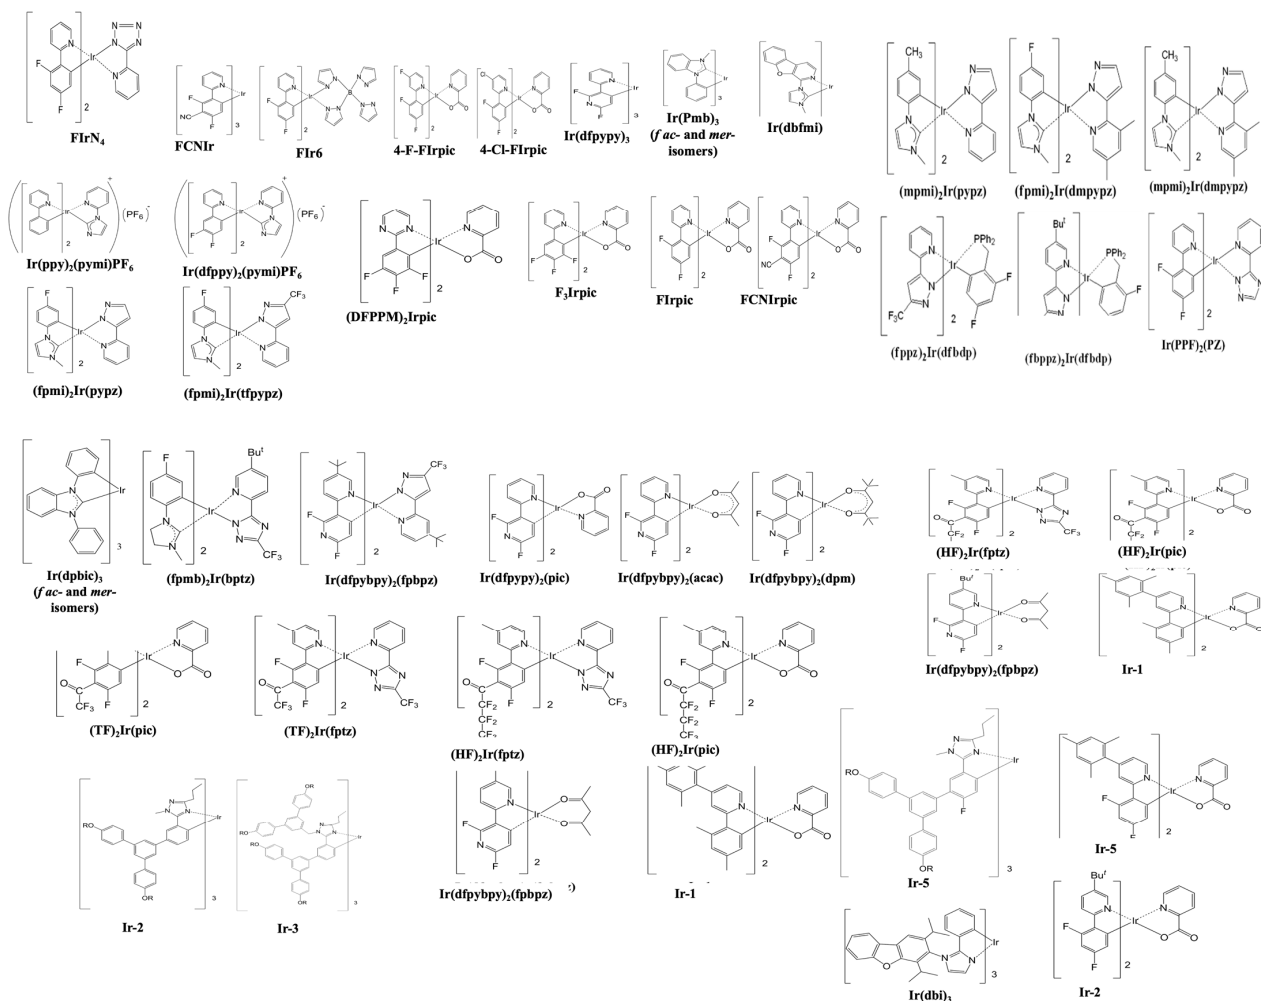 FIrN4
FCNIr
FIr6
4-F-FIrpic
4-Cl-FIrpic
Ir(dfpypy)3
Ir(Pmb)3
(f ac- and mer-
isomers)
Ir(dbfmi)
(mpmi)2Ir(pypz)
(fpmi)2Ir(dmpypz)
(mpmi)2Ir(dmpypz)
Ir(ppy)2(pymi)PF6
Ir(dfppy)2(pymi)PF6
(DFPPM)2Irpic
F3Irpic
FIrpic
FCNIrpic
(fppz)2Ir(dfbdp)
(fbppz)2Ir(dfbdp)
Ir(PPF)2(PZ)
(fpmi)2Ir(pypz)
(fpmi)2Ir(tfpypz)
Ir(dpbic)3
(f ac- and mer-
isomers)
(fpmb)2Ir(bptz)
Ir(dfpybpy)2(fpbpz)
Ir(dfpypy)2(pic)
Ir(dfpybpy)2(acac)
Ir(dfpybpy)2(dpm)
(HF)2Ir(fptz)
(HF)2Ir(pic)
Ir(dfpybpy)2(fpbpz)
Ir-1
(TF)2Ir(pic)
(TF)2Ir(fptz)
(HF)2Ir(fptz)
(HF)2Ir(pic)
Ir-2
Ir-3
Ir(dfpybpy)2(fpbpz)
Ir-1
Ir-5
Ir-5
Ir(dbi)3
Ir-2